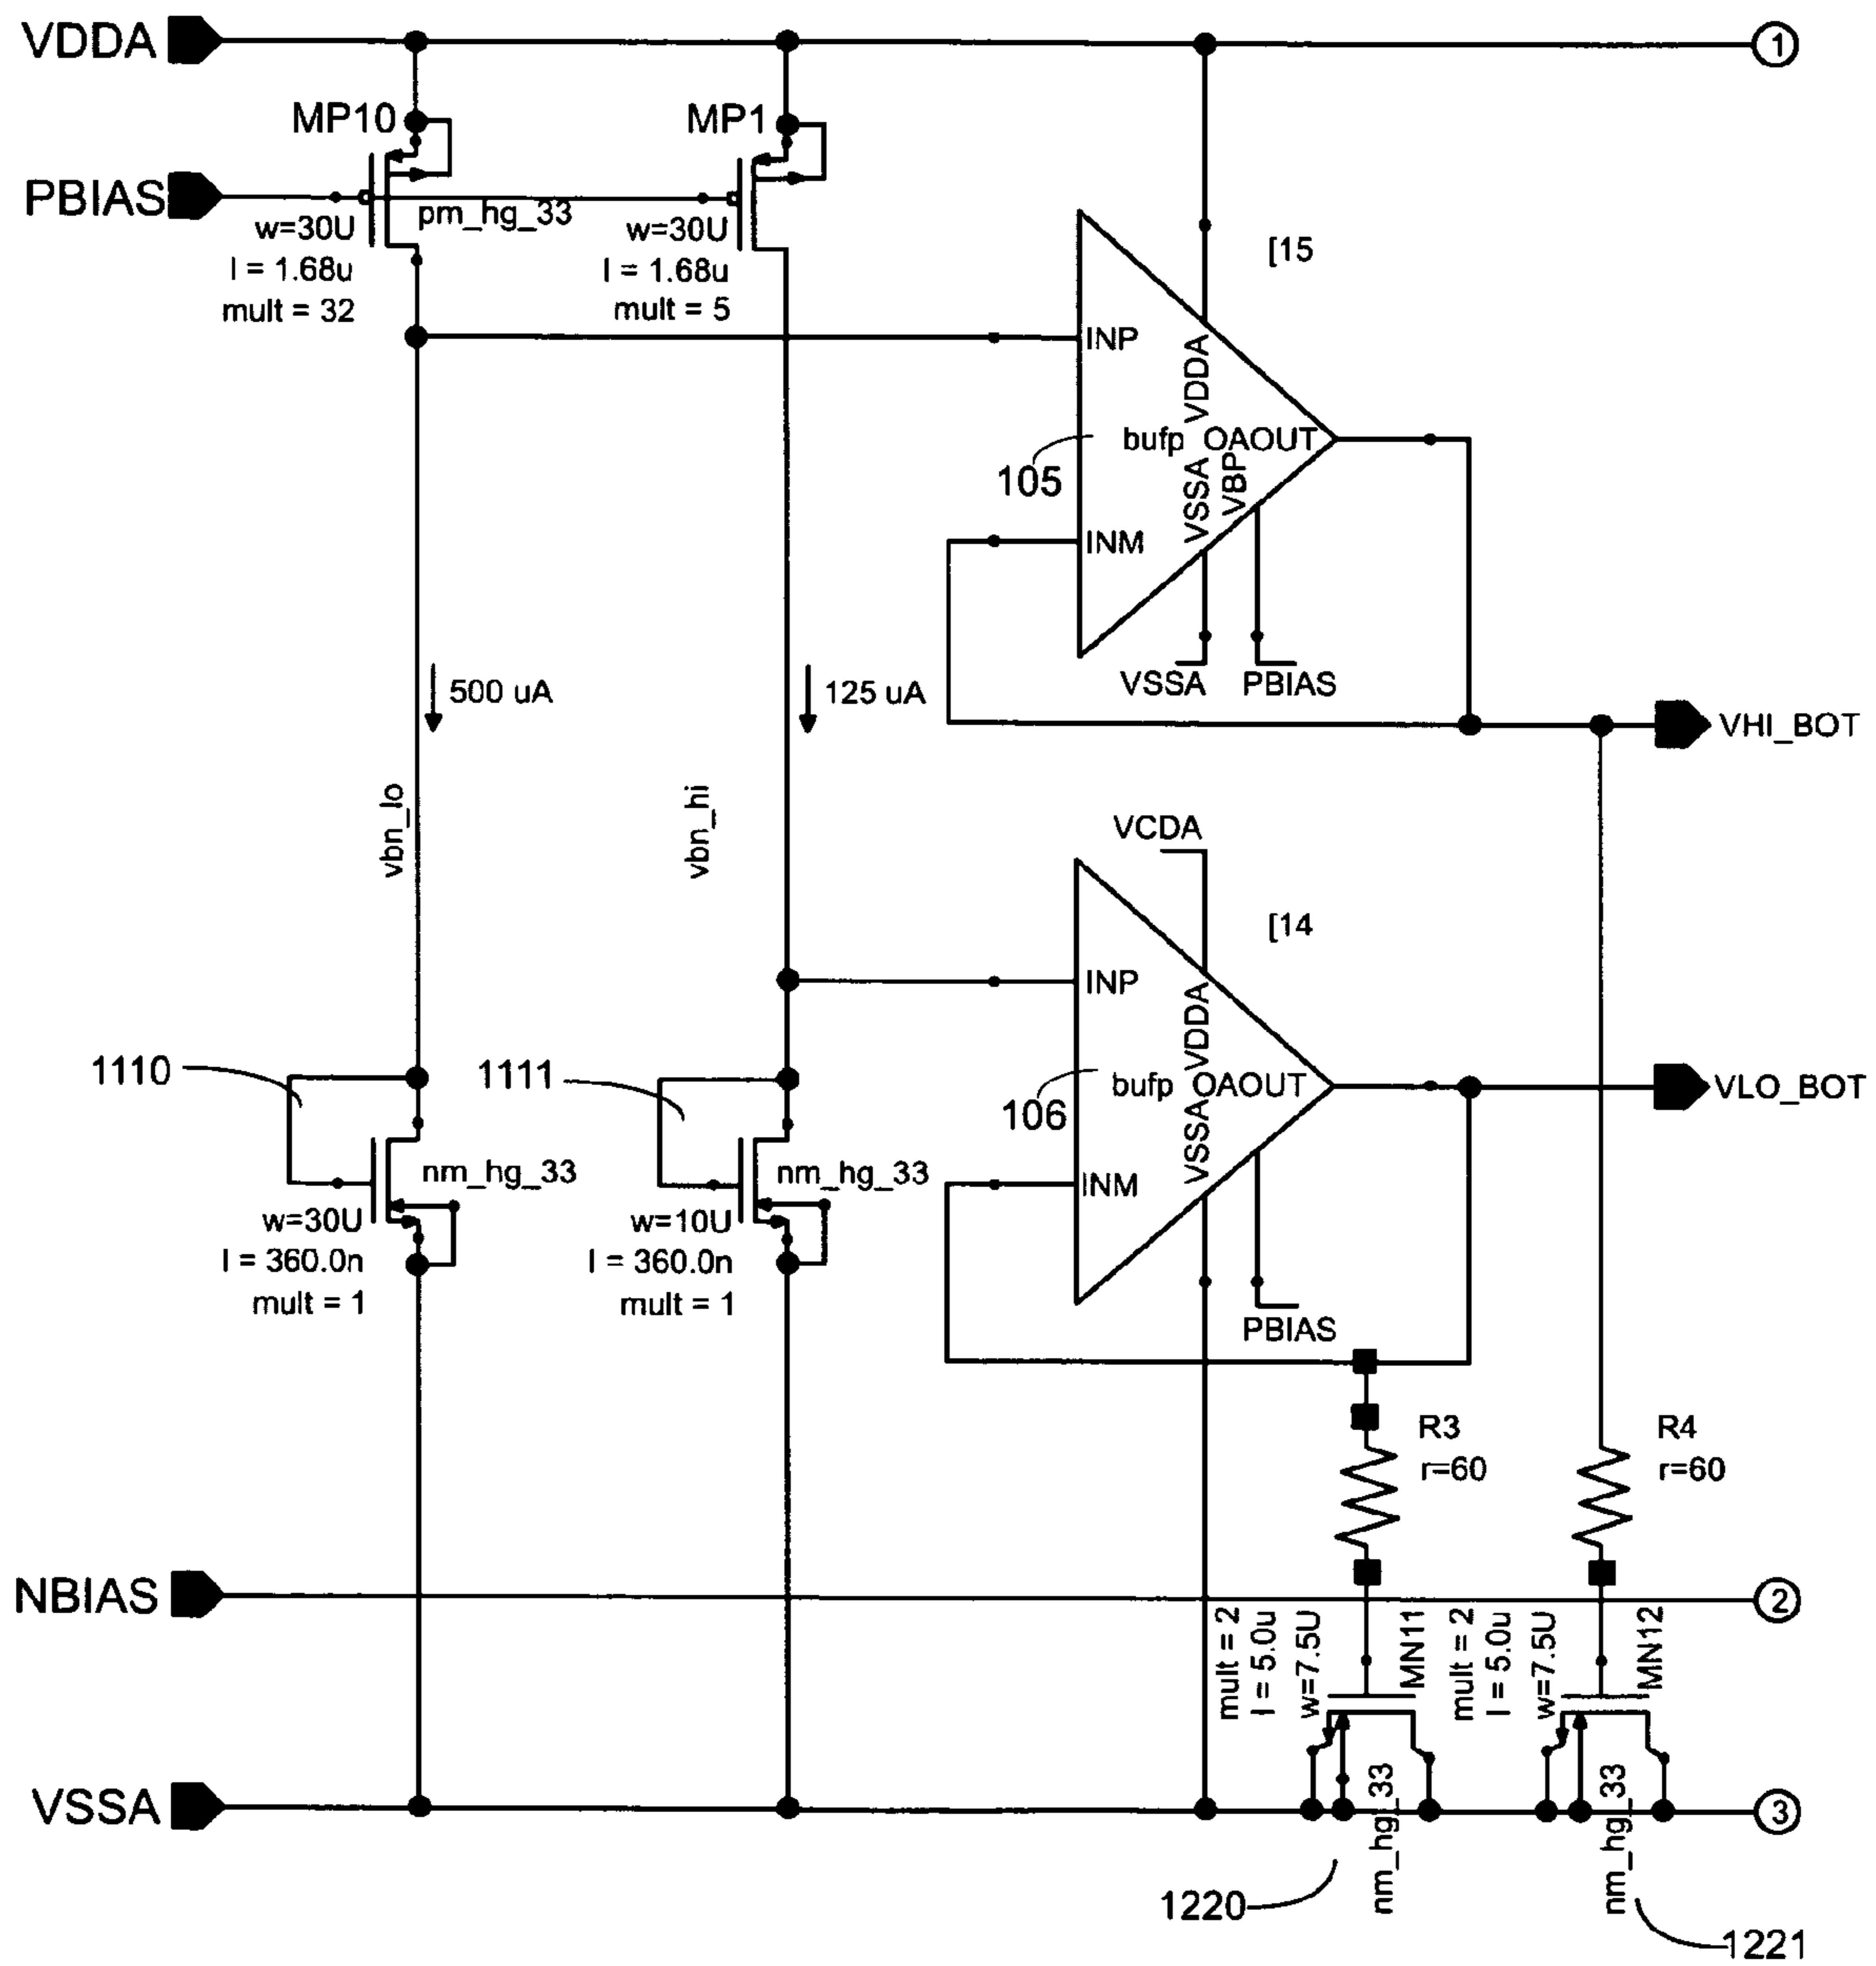 VDDA
1
MP10
MP1
PBIAS
pm_hg_33
w=30U
l = 1.68u
mult = 32
w=30U
l = 1.68u
mult = 5
[15
INP
VDDA
bufp
OAOUT
VSSA
VBP
105
INM
VSSA
PBIAS
500 uA
125 uA
VHI_BOT
vbn_lo
vbn_hi
VCDA
[14
INP
VDDA
1110
1111
bufp
OAOUT
VSSA
106
VLO_BOT
INM
nm_hg_33
nm_hg_33
w=30U
l = 360.0n
mult = 1
w=10U
l = 360.0n
mult = 1
PBIAS
R3
r=60
R4
r=60
NBIAS
2
mult = 2
l = 5.0u
w=7.5U
MN11
mult = 2
l = 5.0u
w=7.5U
MN12
VSSA
3
nm_hg_33
nm_hg_33
1220
1221